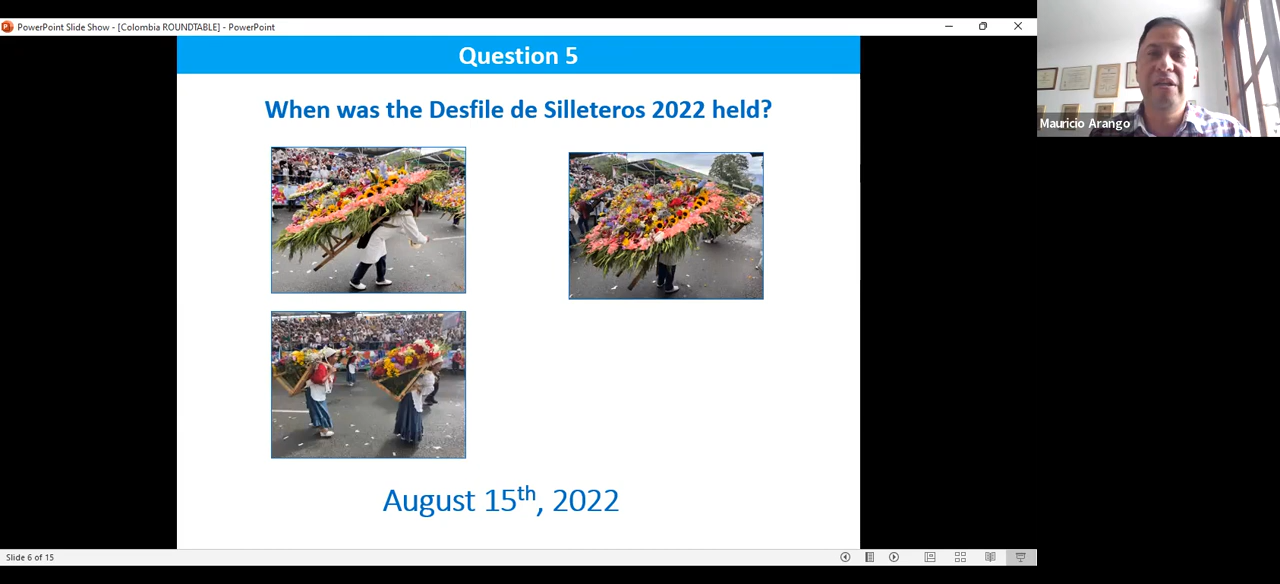 PowerPoint Slide Show - [Colombia ROUNDTABLE] - PowerPoint
Question 5
When was the Desfile de Silleteros 2022 held?
August 15th, 2022
Slide 6 of 15
Mauricio Arango